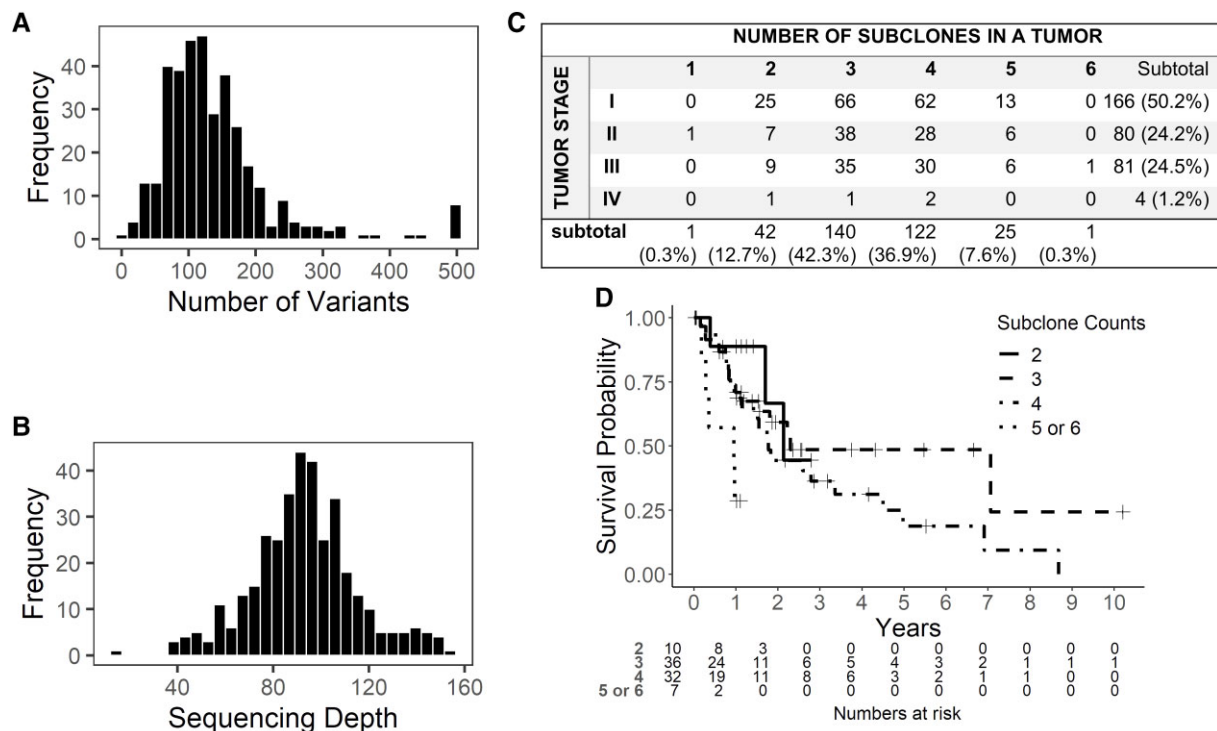 A
Frequency
40
30
20
10
0
0 100 200 300 400 500
Number of Variants
B
Frequency
40
30
20
10
0
40 80 120 160
Sequencing Depth
C
NUMBER OF SUBCLONES IN A TUMOR
TUMOR STAGE
1 2 3 4 5 6 Subtotal
I 0 25 66 62 13 0 166 (50.2%)
II 1 7 38 28 6 0 80 (24.2%)
III 0 9 35 30 6 1 81 (24.5%)
IV 0 1 1 2 0 0 4 (1.2%)
subtotal 1 42 140 122 25 1
(0.3%) (12.7%) (42.3%) (36.9%) (7.6%) (0.3%)
D
Survival Probability
1.00
0.75
0.50
0.25
0.00
Subclone Counts
2
3
4
5 or 6
0 1 2 3 4 5 6 7 8 9 10
Years
2 10 8 3 0 0 0 0 0 0 0 0
3 36 24 11 6 5 4 3 2 1 1 1
4 32 19 11 8 6 3 2 1 1 0 0
5 or 6 7 2 0 0 0 0 0 0 0 0 0
Numbers at risk